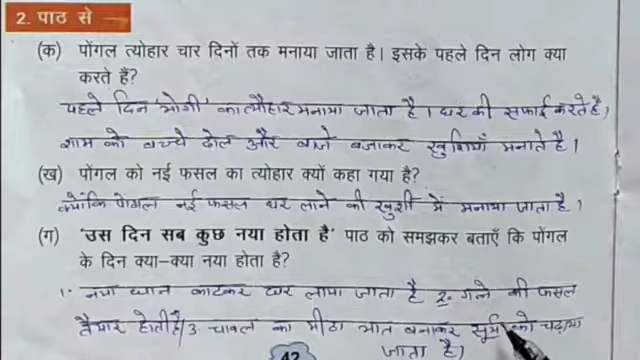 2. पाठ से
(क) पोंगल त्योहार चार दिनों तक मनाया जाता है। इसके पहले दिन लोग क्या
करते हैं?
पहले दिन 'भोगी' का त्यौहार मनाया जाता है। घर की सफाई करते है,
शाम को बच्चे ढोल और बाजे बजाकर खुशियाँ मनाते है।
(ख) पोंगल को नई फसल का त्योहार क्यों कहा गया है?
क्योंकि पोंगल नई फसल घर लाने की खुशी में मनाया जाता है।
(ग) 'उस दिन सब कुछ नया होता है' पाठ को समझकर बताएँ कि पोंगल
के दिन क्या-क्या नया होता है?
1. नया धान काटकर घर लाया जाता है 2. गन्ने की फसल
तैयार होती है 3. चावल का मीठा भात बनाकर सूर्य को चढ़ाया
जाता है।
42